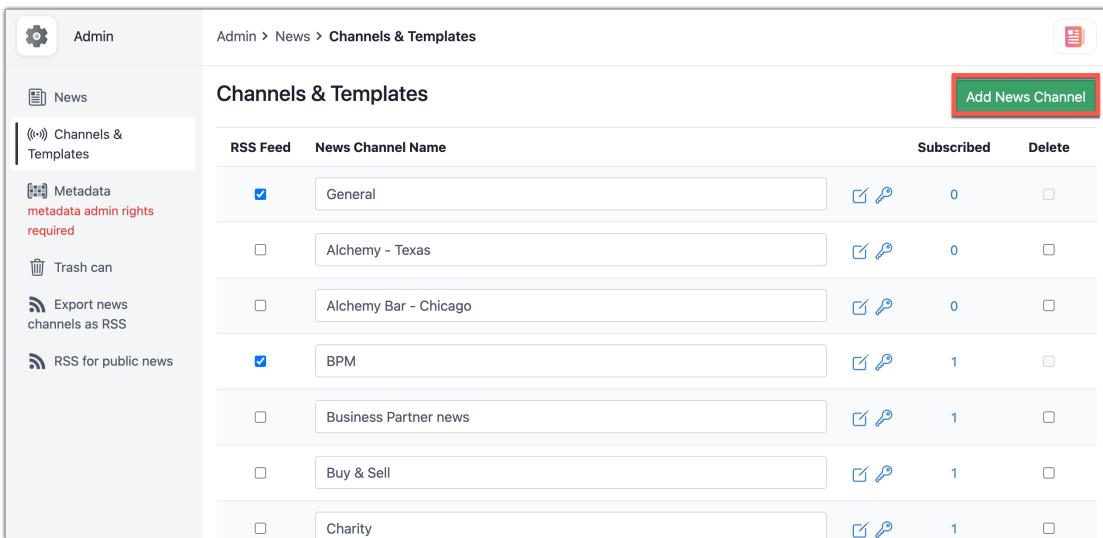 Admin
Admin > News > Channels & Templates
News
Channels &
Templates
Metadata
metadata admin rights
required
Trash can
Export news
channels as RSS
RSS for public news
Channels & Templates
Add News Channel
RSS Feed News Channel Name Subscribed Delete
General 0
Alchemy - Texas 0
Alchemy Bar - Chicago 0
BPM 1
Business Partner news 1
Buy & Sell 1
Charity 1